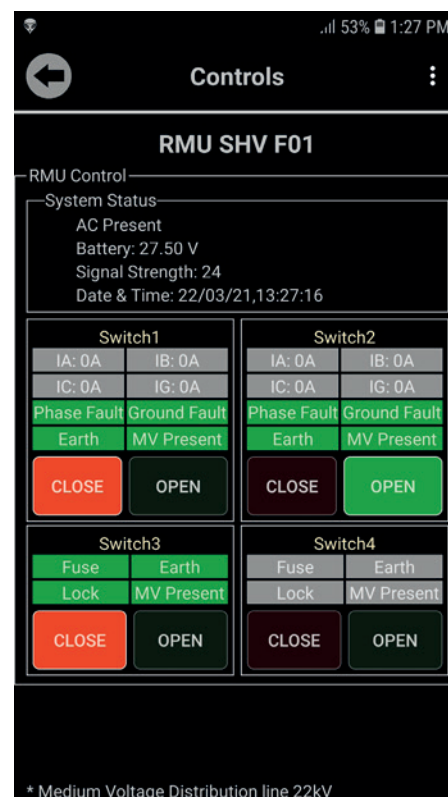 53% 1:27 PM
Controls
RMU SHV F01
RMU Control
System Status
AC Present
Battery: 27.50 V
Signal Strength: 24
Date & Time: 22/03/21,13:27:16
Switch1
IA: 0A IB: 0A
IC: 0A IG: 0A
Phase Fault Ground Fault
Earth MV Present
CLOSE OPEN
Switch2
IA: 0A IB: 0A
IC: 0A IG: 0A
Phase Fault Ground Fault
Earth MV Present
CLOSE OPEN
Switch3
Fuse Earth
Lock MV Present
CLOSE OPEN
Switch4
Fuse Earth
Lock MV Present
CLOSE OPEN
* Medium Voltage Distribution line 22kV